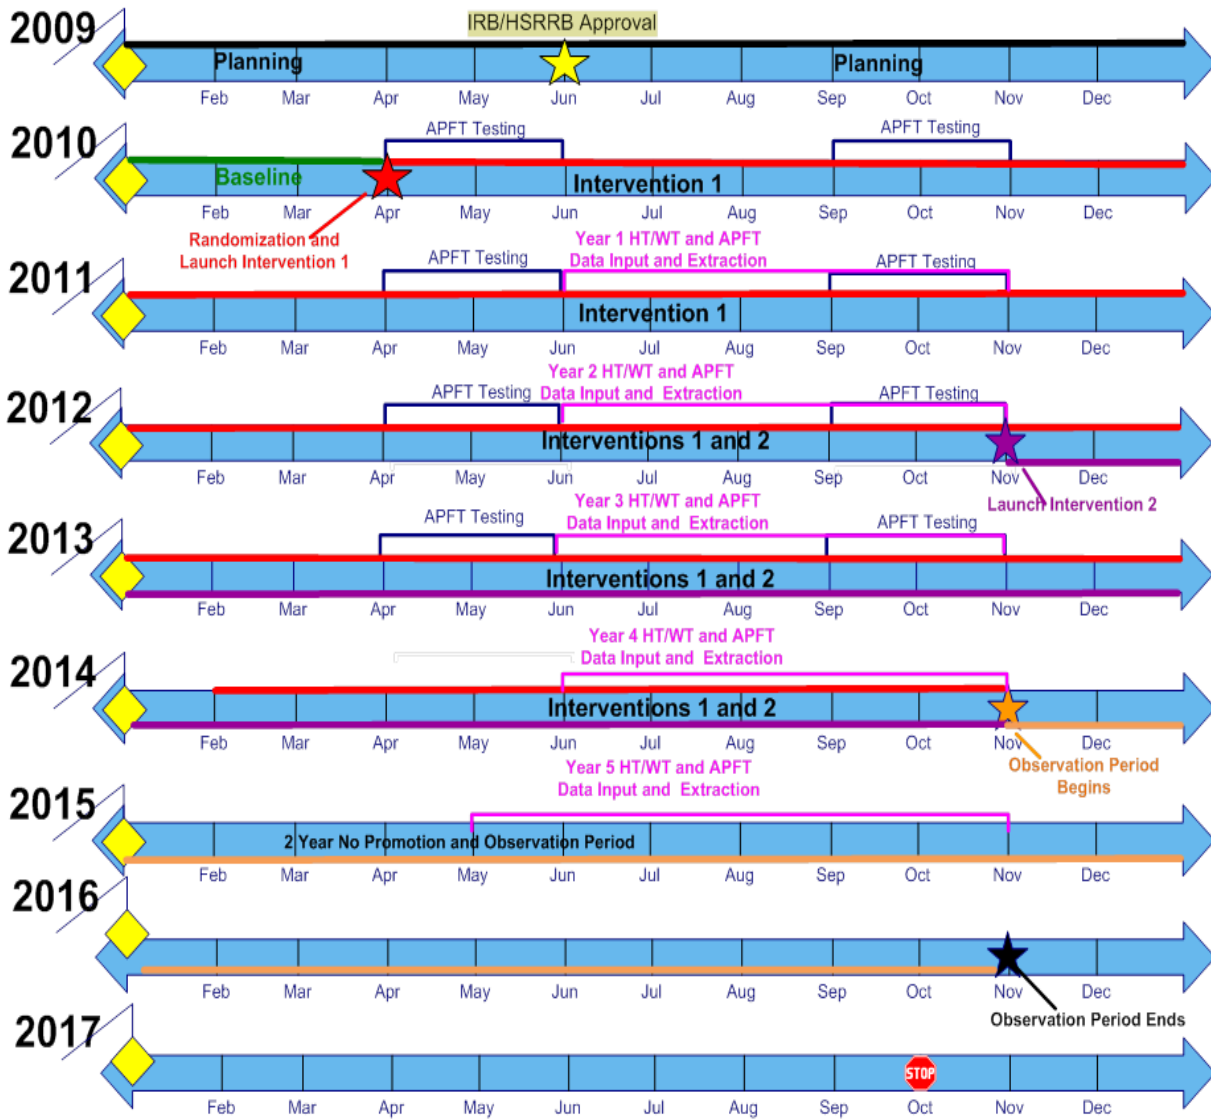 2009
IRB/HSRRB Approval
Planning
Planning
Feb Mar Apr May Jun Jul Aug Sep Oct Nov Dec
2010
APFT Testing
APFT Testing
Baseline
Intervention 1
Feb Mar Apr May Jun Jul Aug Sep Oct Nov Dec
Randomization and
Launch Intervention 1
Year 1 HT/WT and APFT
Data Input and Extraction
2011
APFT Testing
APFT Testing
Intervention 1
Feb Mar Apr May Jun Jul Aug Sep Oct Nov Dec
Year 2 HT/WT and APFT
Data Input and Extraction
2012
APFT Testing
APFT Testing
Interventions 1 and 2
Feb Mar Apr May Jun Jul Aug Sep Oct Nov Dec
Launch Intervention 2
Year 3 HT/WT and APFT
Data Input and Extraction
2013
APFT Testing
APFT Testing
Interventions 1 and 2
Feb Mar Apr May Jun Jul Aug Sep Oct Nov Dec
Year 4 HT/WT and APFT
Data Input and Extraction
2014
Interventions 1 and 2
Feb Mar Apr May Jun Jul Aug Sep Oct Nov Dec
Observation Period
Begins
Year 5 HT/WT and APFT
Data Input and Extraction
2015
2 Year No Promotion and Observation Period
Feb Mar Apr May Jun Jul Aug Sep Oct Nov Dec
2016
Feb Mar Apr May Jun Jul Aug Sep Oct Nov Dec
Observation Period Ends
2017
STOP
Feb Mar Apr May Jun Jul Aug Sep Oct Nov Dec